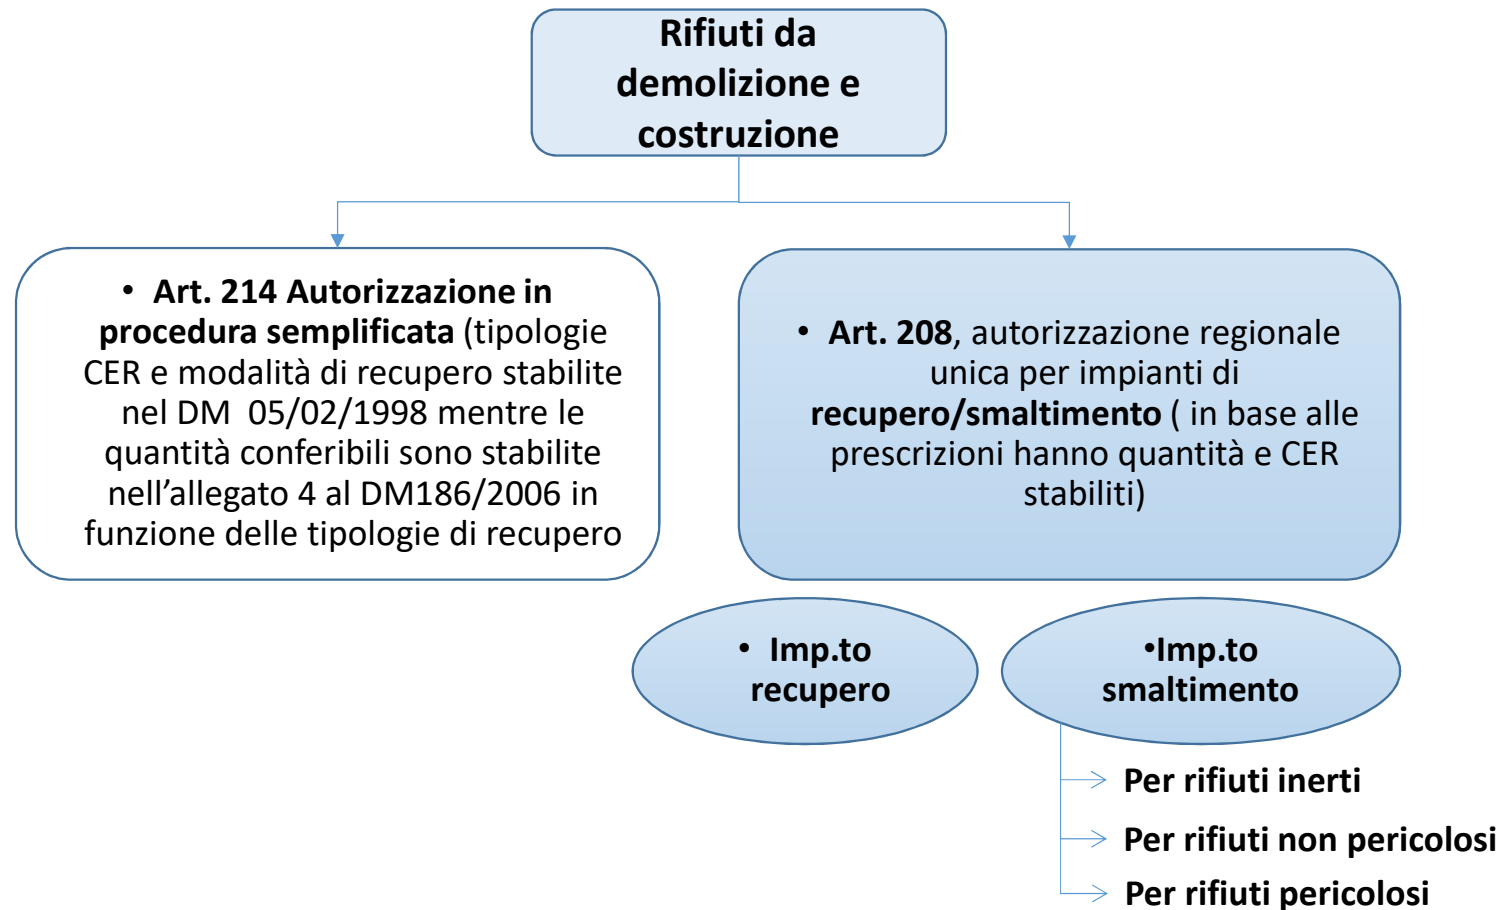 Rifiuti da
demolizione e
costruzione
• Art. 214 Autorizzazione in
procedura semplificata (tipologie
CER e modalità di recupero stabilite
nel DM 05/02/1998 mentre le
quantità conferibili sono stabilite
nell’allegato 4 al DM186/2006 in
funzione delle tipologie di recupero
• Art. 208, autorizzazione regionale
unica per impianti di
recupero/smaltimento ( in base alle
prescrizioni hanno quantità e CER
stabiliti)
• Imp.to
recupero
•Imp.to
smaltimento
Per rifiuti inerti
Per rifiuti non pericolosi
Per rifiuti pericolosi